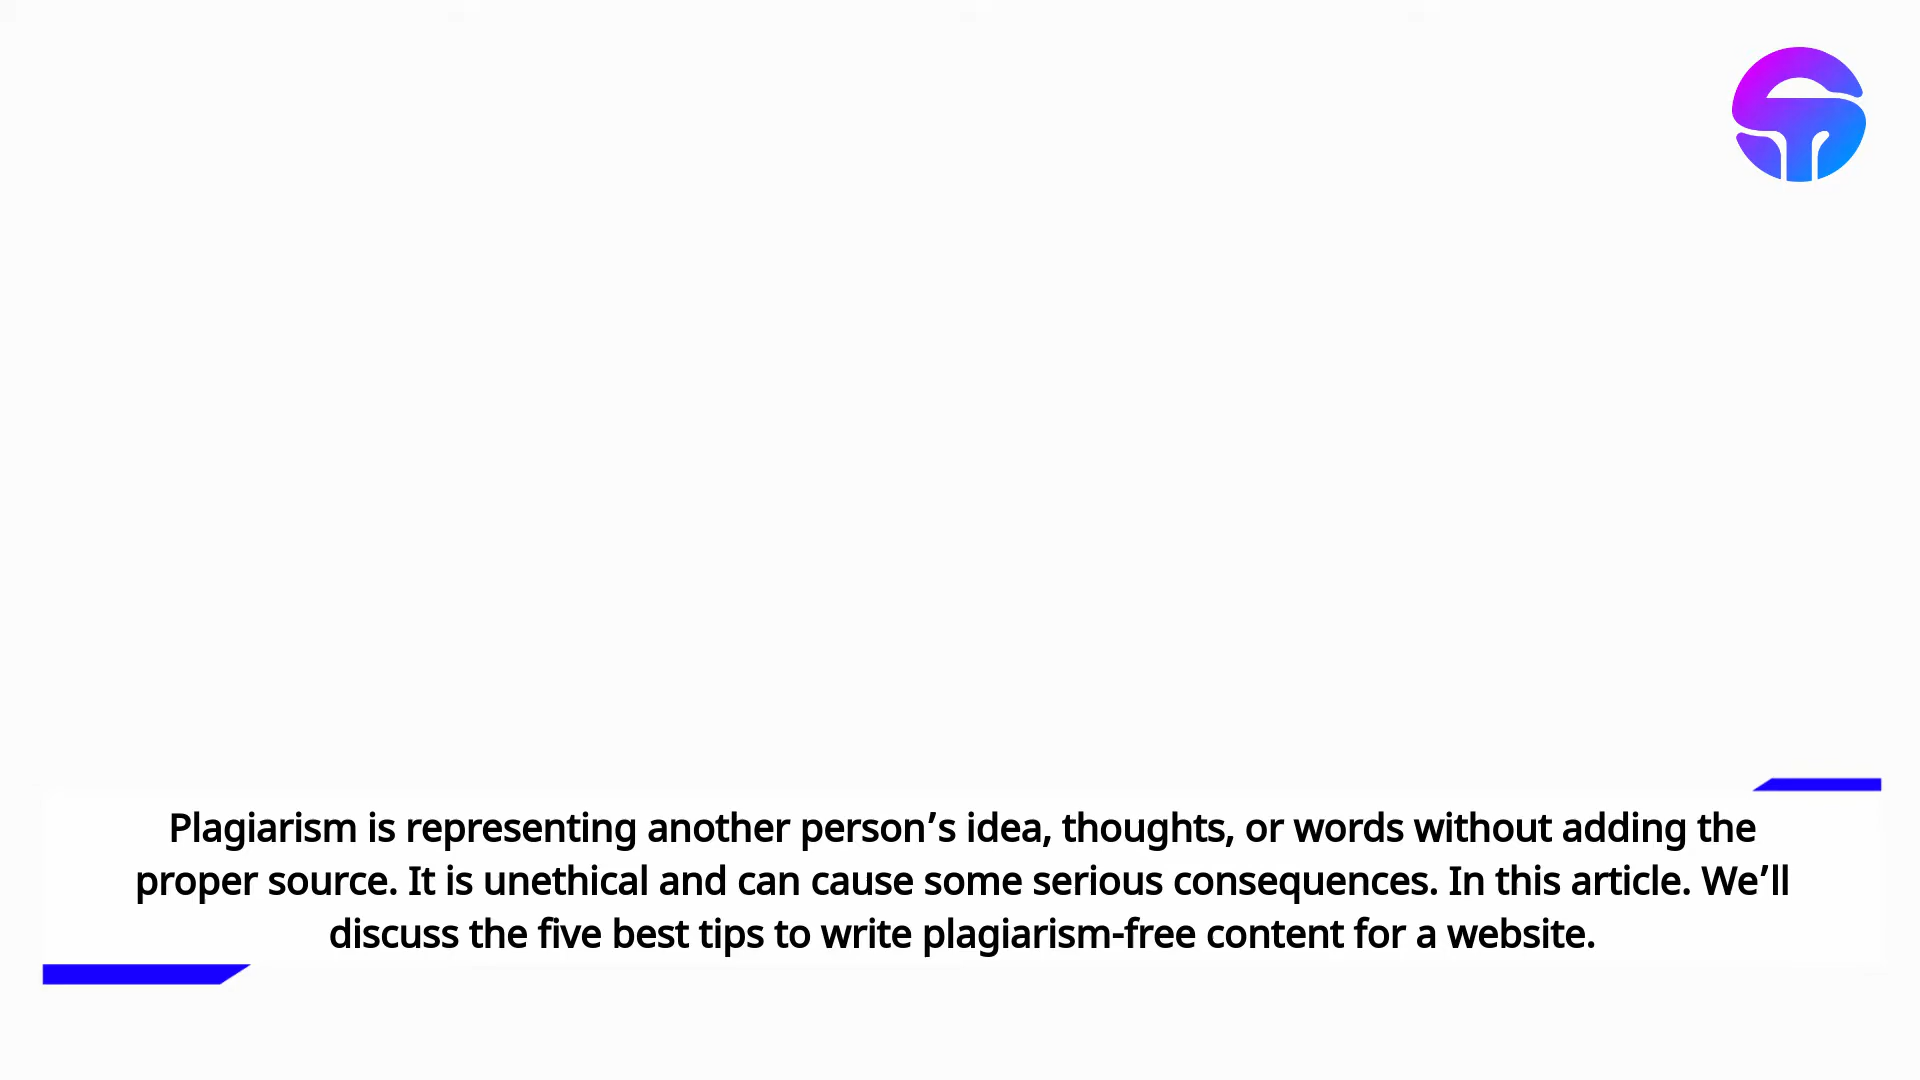 Plagiarism is representing another person’s idea, thoughts, or words without adding the
proper source. It is unethical and can cause some serious consequences. In this article. We’ll
discuss the five best tips to write plagiarism-free content for a website.